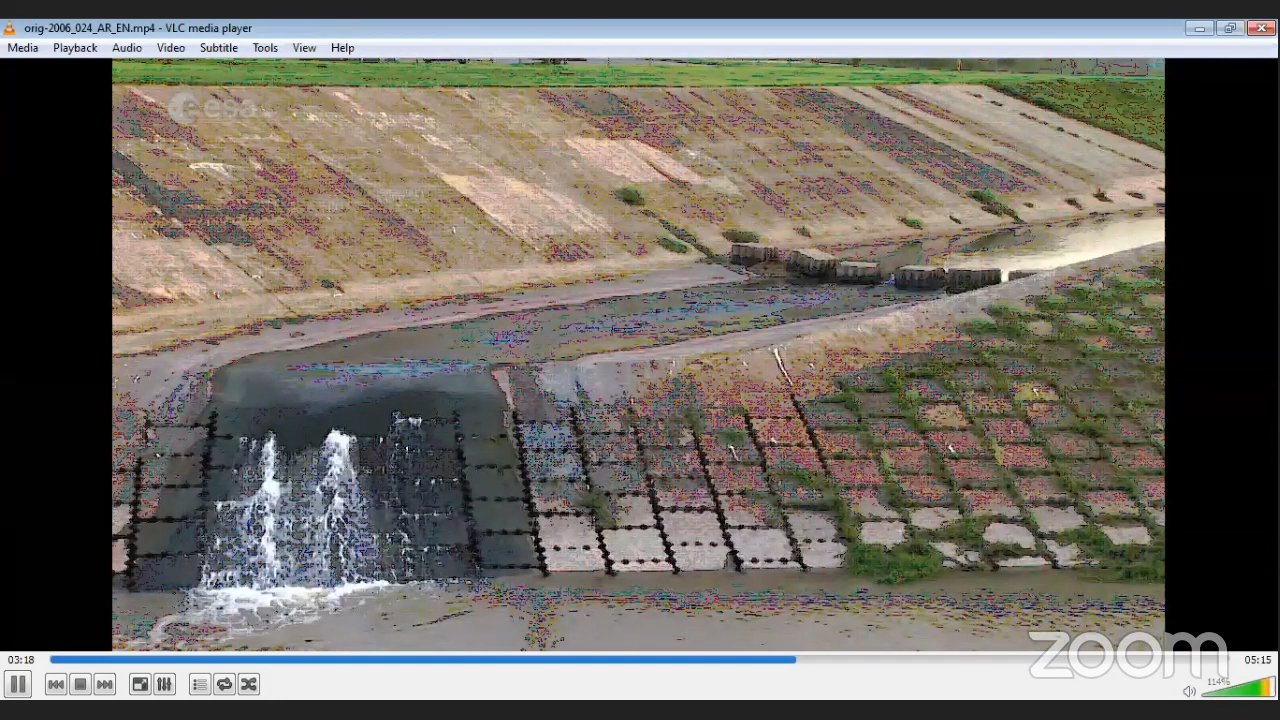 orig-2006_024_AR_EN.mp4 - VLC media player
Media Playback Audio Video Subtitle Tools View Help
esa
03:18
05:15
zoom
114%